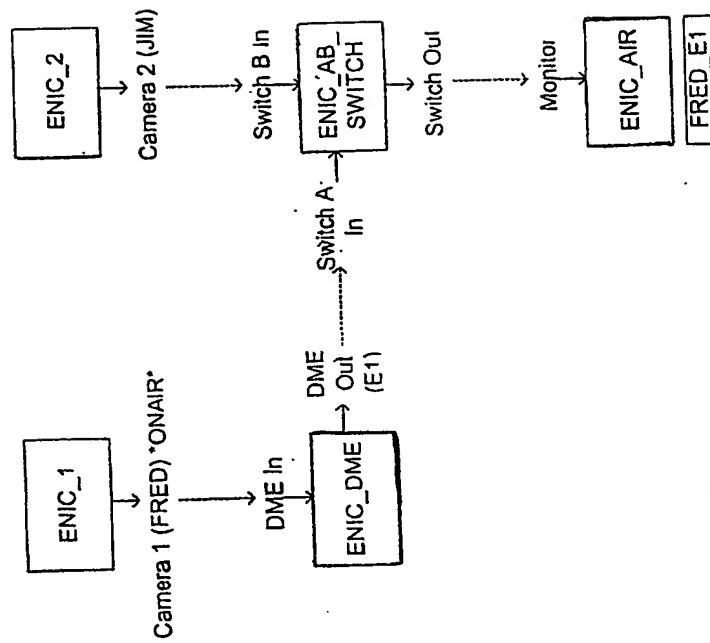 ENIC_1
Camera 1 (FRED) *ONAIR*
DME In
ENIC_DME
DME
Out
(E1)
ENIC_2
Camera 2 (JIM)
Switch B In
Switch A
In
ENIC_AB_
SWITCH
Switch Out
Monitor
ENIC_AIR
FRED_E1